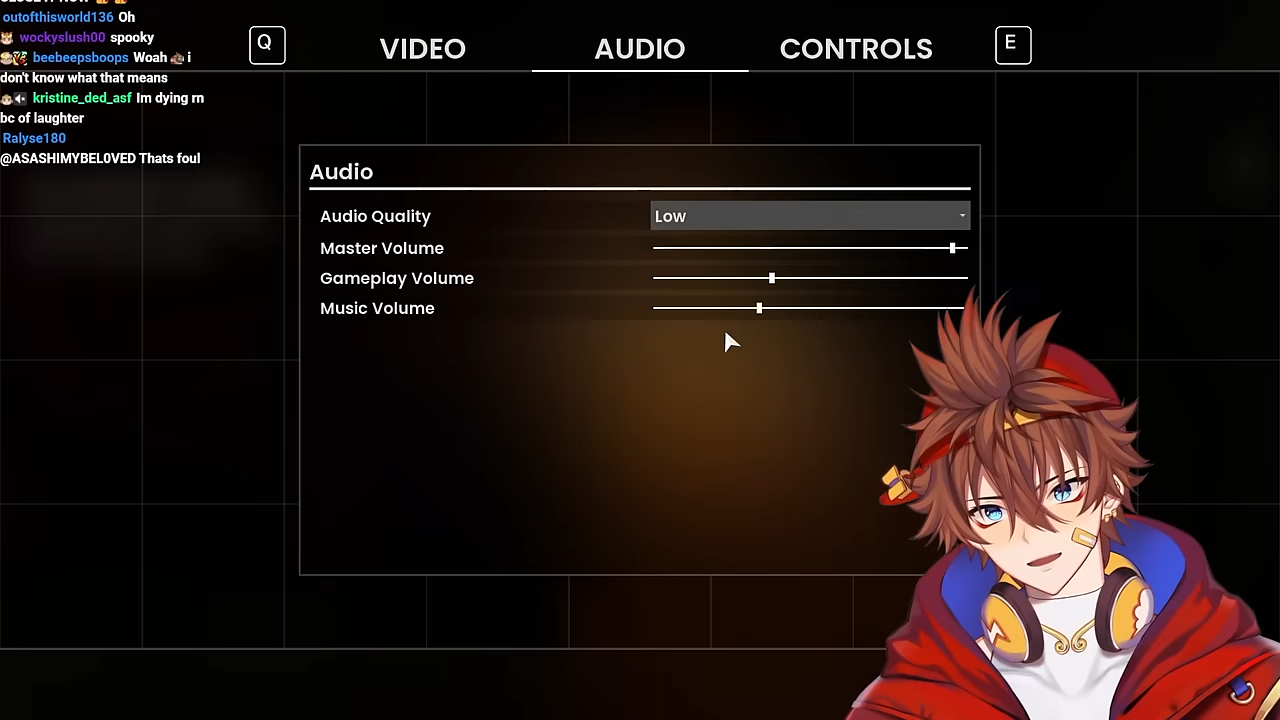 outofthisworld136 Oh
wockyslush00 spooky
beebeepsboops Woah i
don't know what that means
kristine_ded_asf Im dying rn
bc of laughter
Ralyse180
@ASASHIMYBEL0VED Thats foul
Q
VIDEO
AUDIO
CONTROLS
E
Audio
Audio Quality
Low
Master Volume
Gameplay Volume
Music Volume